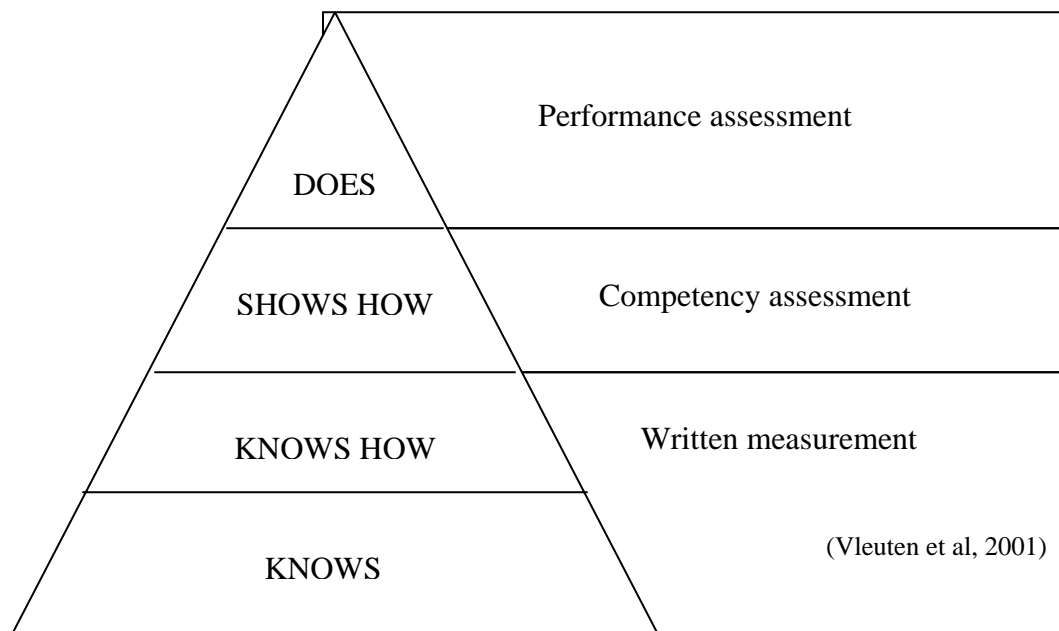 Performance assessment
DOES
SHOWS HOW
Competency assessment
KNOWS HOW
Written measurement
(Vleuten et al, 2001)
KNOWS